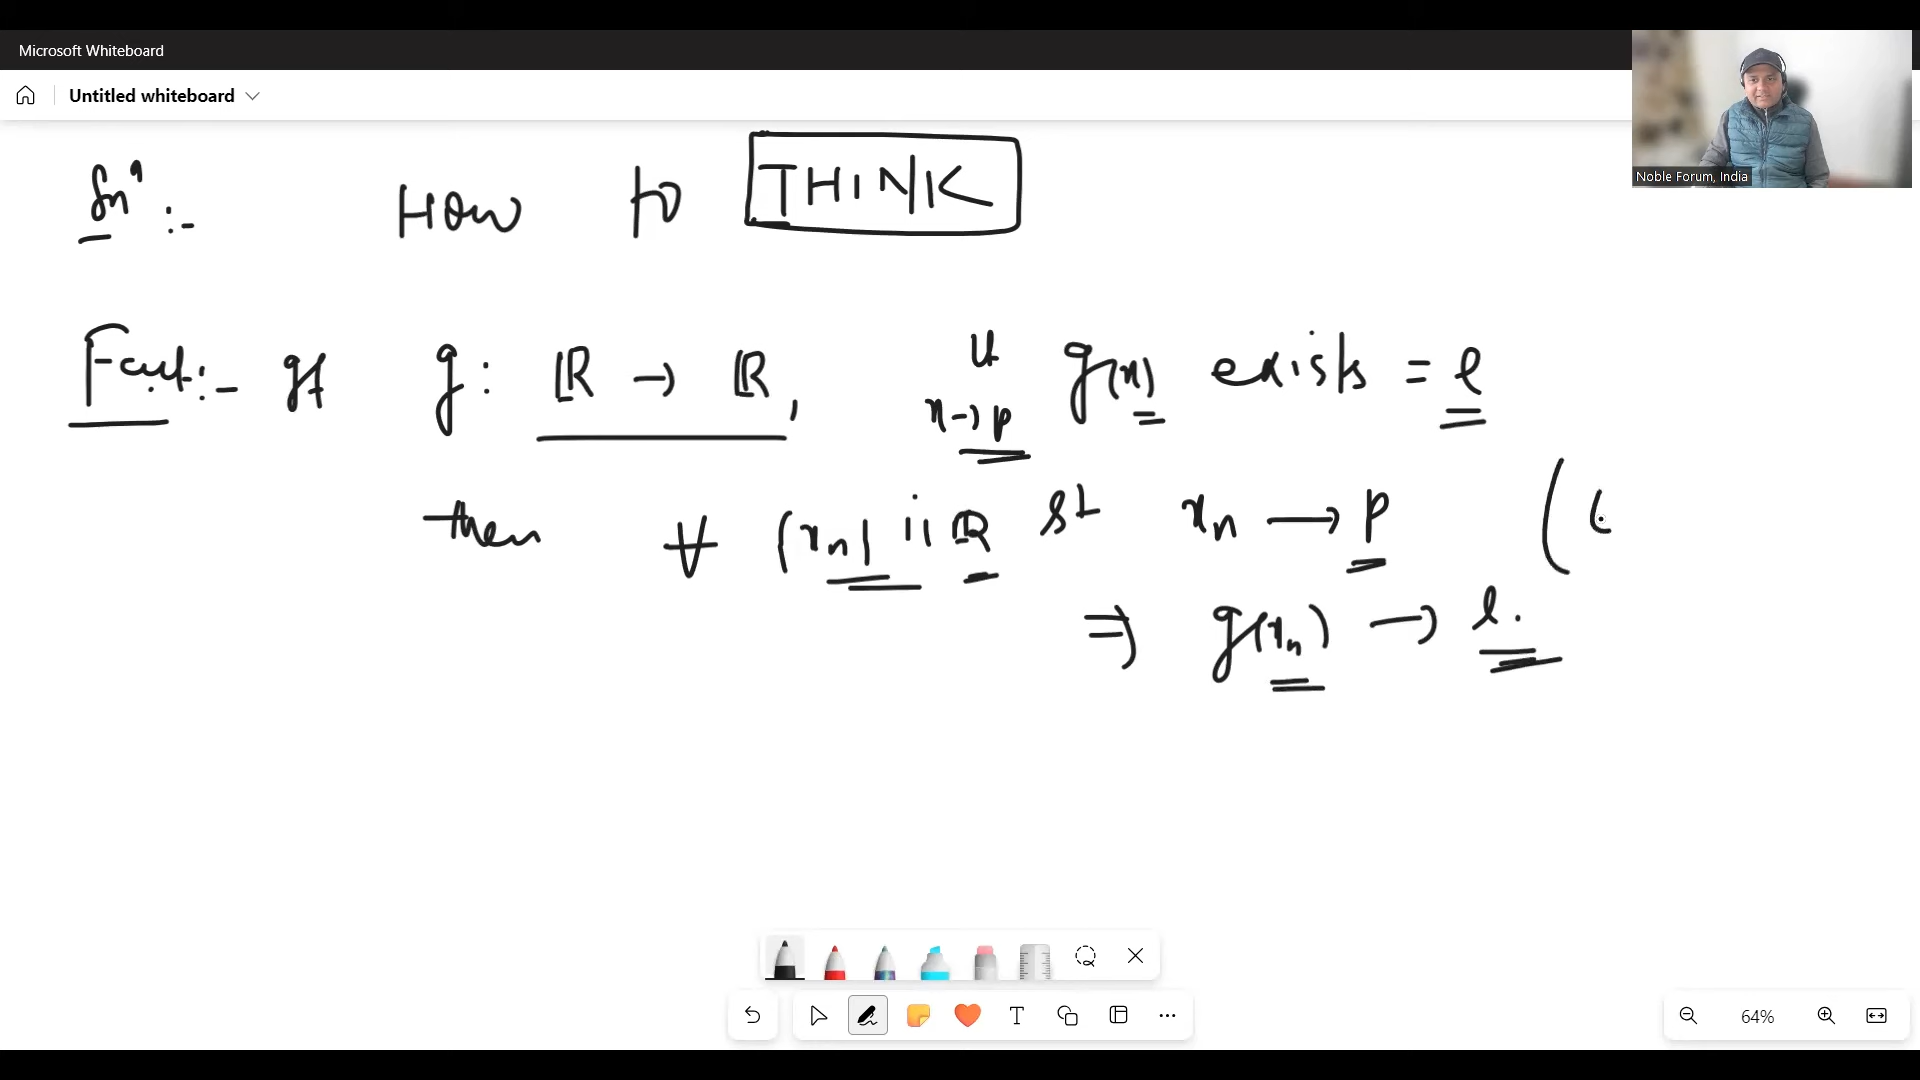 Microsoft Whiteboard
Untitled whiteboard
Noble Forum, India
Snⁿ :- How to THINK
Fact :- If g : ℝ → ℝ, lt x→p g(x) exists = l
then ∀ (xn) in ℝ st xn → p (
⇒ g(xn) → l.
64%